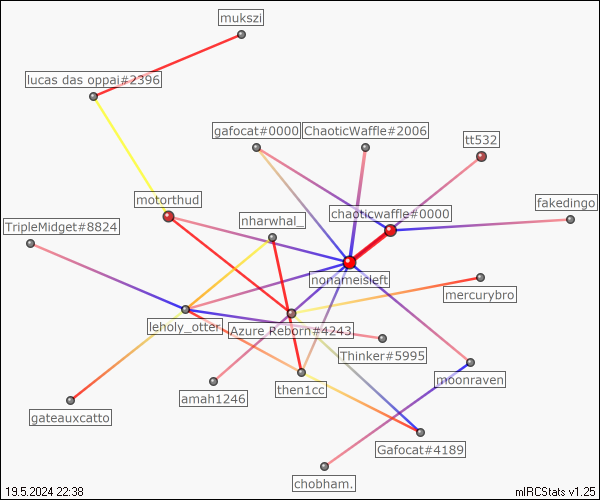 mukszi
lucas das oppai#2396
gafocat#0000
ChaoticWaffle#2006
tt532
motorthud
nharwhal_
chaoticwaffle#0000
fakedingo
TripleMidget#8824
nonameisleft
mercurybro
leholy_otter
Azure Reborn#4243
Thinker#5995
moonraven
then1cc
amah1246
gateauxcatto
Gafocat#4189
chobham.
19.5.2024 22:38
mIRCStats v1.25